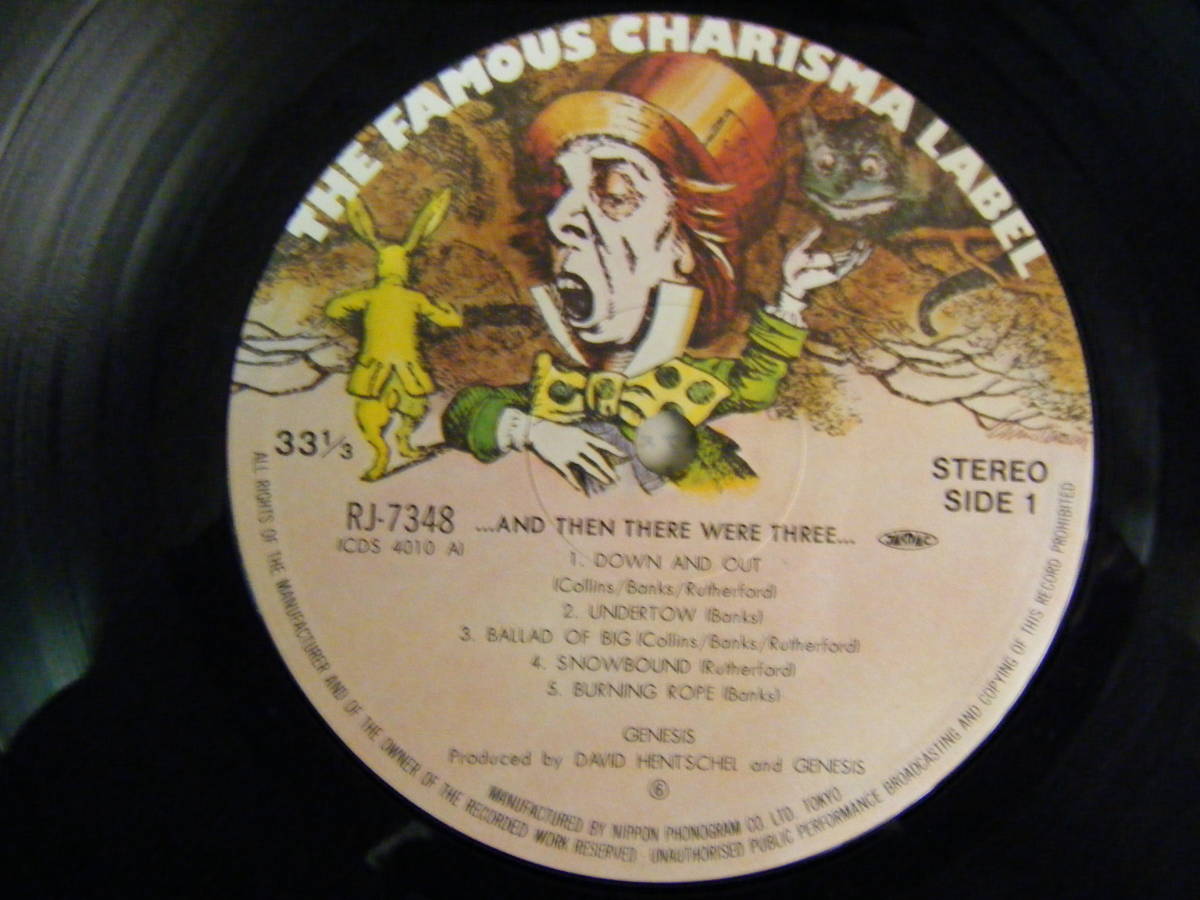 THE FAMOUS CHARISMA LABEL
33 1/3
STEREO
SIDE 1
RJ-7348
(CDS 4010 A)
...AND THEN THERE WERE THREE...
1. DOWN AND OUT
(Collins/Banks/Rutherford)
2. UNDERTOW (Banks)
3. BALLAD OF BIG (Collins/Banks/Rutherford)
4. SNOWBOUND (Rutherford)
5. BURNING ROPE (Banks)
GENESIS
Produced by DAVID HENTSCHEL and GENESIS
⑥
MANUFACTURED BY NIPPON PHONOGRAM CO. LTD. TOKYO
ALL RIGHTS OF THE MANUFACTURER AND OF THE OWNER OF THE RECORDED WORK RESERVED · UNAUTHORISED PUBLIC PERFORMANCE BROADCASTING AND COPYING OF THIS RECORD PROHIBITED